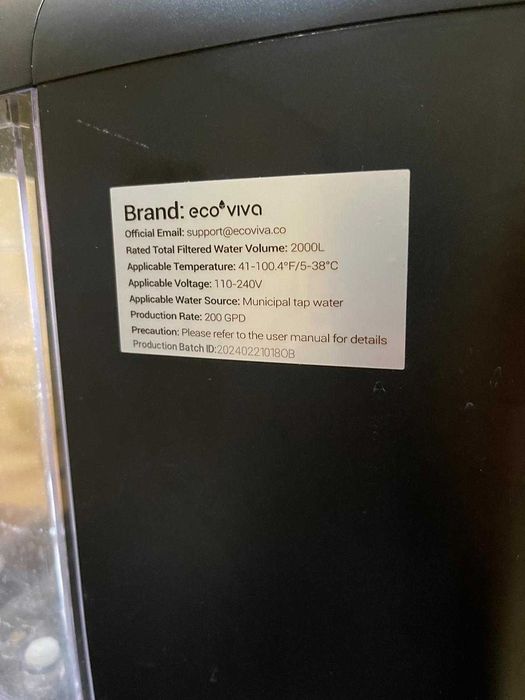 Brand: eco viva
Official Email: support@ecoviva.co
Rated Total Filtered Water Volume: 2000L
Applicable Temperature: 41-100.4°F/5-38°C
Applicable Voltage: 110-240V
Applicable Water Source: Municipal tap water
Production Rate: 200 GPD
Precaution: Please refer to the user manual for details
Production Batch ID:20240221018OB